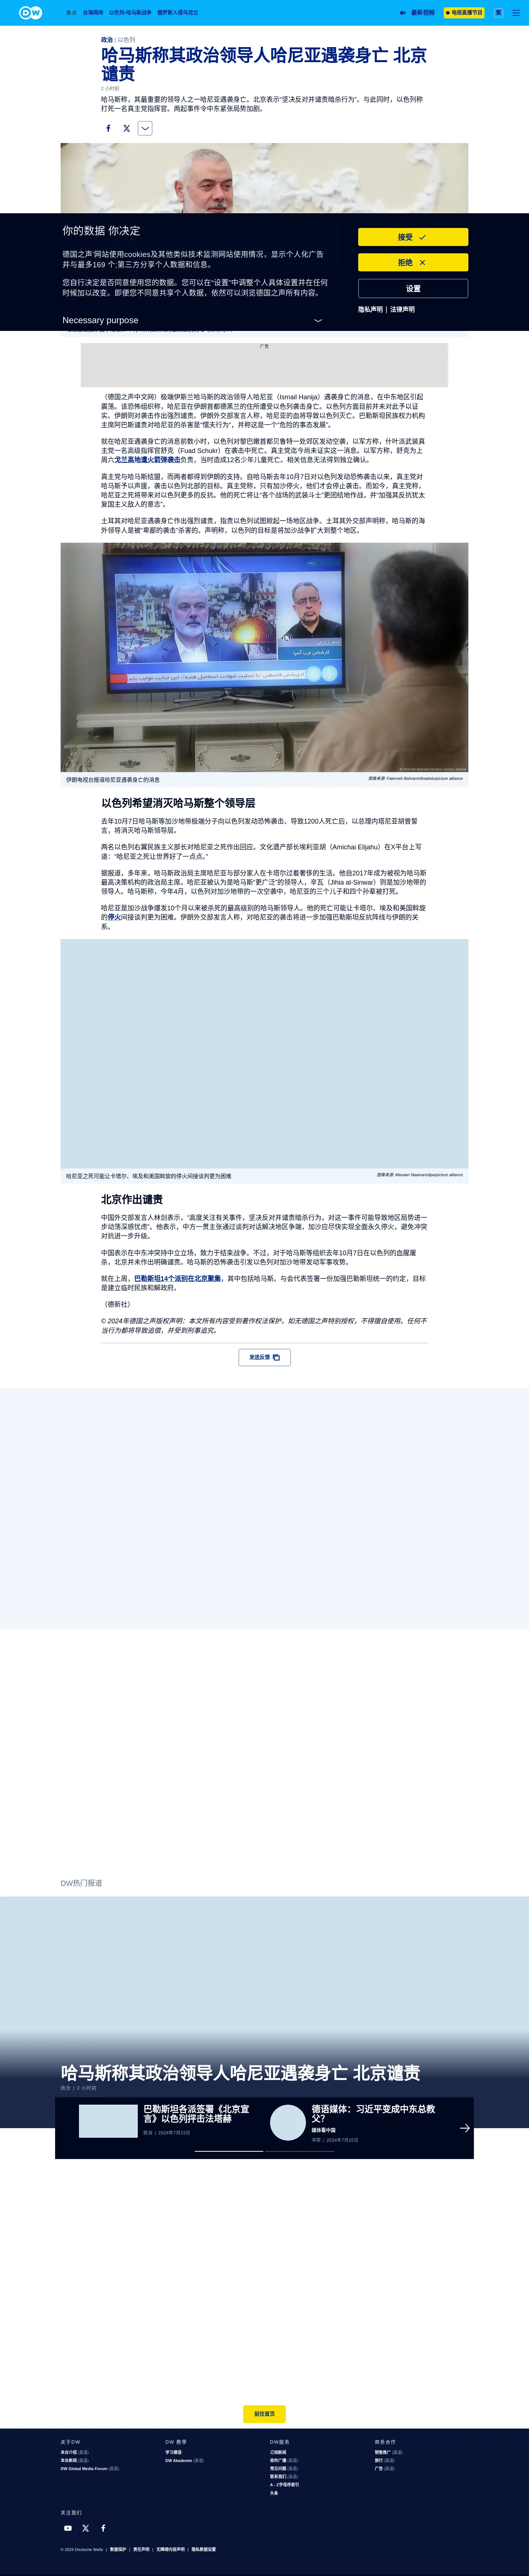 DW
焦点
台海两岸
以色列-哈马斯战争
俄罗斯入侵乌克兰
最新视频
电视直播节目
繁
政治 | 以色列
哈马斯称其政治领导人哈尼亚遇袭身亡 北京
谴责
2 小时前
哈马斯称，其最重要的领导人之一哈尼亚遇袭身亡。北京表示“坚决反对并谴责暗杀行为”。与此同时，以色列称
打死一名真主党指挥官。两起事件令中东紧张局势加剧。
你的数据 你决定
德国之声'网站使用cookies及其他类似技术监测网站使用情况，显示个人化广告
并与最多169 个;第三方分享个人数据和信息。
您自行决定是否同意使用您的数据。您可以在“设置”中调整个人具体设置并在任何
时候加以改变。即便您不同意共享个人数据，依然可以浏览德国之声所有内容。
Necessary purpose
接受
拒绝
设置
隐私声明 | 法律声明
广告
（德国之声中文网）极端伊斯兰哈马斯的政治领导人哈尼亚（Ismail Hanija）遇袭身亡的消息，在中东地区引起
震荡。该恐怖组织称，哈尼亚在伊朗首都德黑兰的住所遭受以色列袭击身亡。以色列方面目前并未对此予以证
实。伊朗则对袭击作出强烈谴责。伊朗外交部发言人称，哈尼亚的血将导致以色列灭亡。巴勒斯坦民族权力机构
主席阿巴斯谴责对哈尼亚的杀害是“懦夫行为”，并称这是一个“危险的事态发展”。
就在哈尼亚遇袭身亡的消息前数小时，以色列对黎巴嫩首都贝鲁特一处郊区发动空袭，以军方称，什叶派武装真
主党一名高级指挥官舒克（Fuad Schukr）在袭击中死亡。真主党迄今尚未证实这一消息。以军方称，舒克为上
周六戈兰高地遭火箭弹袭击负责，当时造成12名少年儿童死亡。相关信息无法得到独立确认。
真主党与哈马斯结盟，而两者都得到伊朗的支持。自哈马斯去年10月7日对以色列发动恐怖袭击以来，真主党对
哈马斯予以声援，袭击以色列北部的目标。真主党称，只有加沙停火，他们才会停止袭击。而如今，真主党称，
哈尼亚之死将带来对以色列更多的反抗。他的死亡将让“各个战场的武装斗士”更团结地作战，并“加强其反抗犹太
复国主义敌人的意志”。
土耳其对哈尼亚遇袭身亡作出强烈谴责，指责以色列试图掀起一场地区战争。土耳其外交部声明称，哈马斯的海
外领导人是被“卑鄙的袭击”杀害的。声明称，以色列的目标是将加沙战争扩大到整个地区。
伊朗电视台报道哈尼亚遇袭身亡的消息
图像来源: Fatemeh Bahrami/Anadolu/picture alliance
以色列希望消灭哈马斯整个领导层
去年10月7日哈马斯等加沙地带极端分子向以色列发动恐怖袭击、导致1200人死亡后，以总理内塔尼亚胡曾誓
言，将消灭哈马斯领导层。
两名以色列右翼民族主义部长对哈尼亚之死作出回应。文化遗产部长埃利亚胡（Amichai Elijahu）在X平台上写
道：“哈尼亚之死让世界好了一点点。”
据报道，多年来，哈马斯政治局主席哈尼亚与部分家人在卡塔尔过着奢侈的生活。他自2017年成为被视为哈马斯
最高决策机构的政治局主席。哈尼亚被认为是哈马斯“更广泛”的领导人，辛瓦（Jihia al-Sinwar）则是加沙地带的
领导人。哈马斯称，今年4月，以色列对加沙地带的一次空袭中，哈尼亚的三个儿子和四个孙辈被打死。
哈尼亚是加沙战争爆发10个月以来被杀死的最高级别的哈马斯领导人。他的死亡可能让卡塔尔、埃及和美国斡旋
的停火间接谈判更为困难。伊朗外交部发言人称，对哈尼亚的袭击将进一步加强巴勒斯坦反抗阵线与伊朗的关
系。
哈尼亚之死可能让卡塔尔、埃及和美国斡旋的停火间接谈判更为困难
图像来源: Marwan Naamani/dpa/picture alliance
北京作出谴责
中国外交部发言人林剑表示，“高度关注有关事件，坚决反对并谴责暗杀行为，对这一事件可能导致地区局势进一
步动荡深感忧虑”。他表示，中方一贯主张通过谈判对话解决地区争端，加沙应尽快实现全面永久停火，避免冲突
对抗进一步升级。
中国表示在中东冲突持中立立场，致力于结束战争。不过，对于哈马斯等组织去年10月7日在以色列的血腥屠
杀，北京并未作出明确谴责。哈马斯的恐怖袭击引发以色列对加沙地带发动军事攻势。
就在上周，巴勒斯坦14个派别在北京聚集，其中包括哈马斯。与会代表签署一份加强巴勒斯坦统一的约定，目标
是建立临时民族和解政府。
（德新社）
© 2024年德国之声版权声明：本文所有内容受到著作权法保护，如无德国之声特别授权，不得擅自使用。任何不
当行为都将导致追偿，并受到刑事追究。
发送反馈
DW热门报道
哈马斯称其政治领导人哈尼亚遇袭身亡 北京谴责
政治 | 2 小时前
巴勒斯坦各派签署《北京宣
言》以色列抨击法塔赫
政治 | 2024年7月23日
德语媒体：习近平变成中东总教
父?
媒体看中国
冲突 | 2024年7月25日
前往首页
关于DW
本台介绍 (英语)
本台新闻 (英语)
DW Global Media Forum (英语)
DW 教學
学习德语
DW Akademie (英语)
DW服务
订阅新闻
收听广播 (英语)
常见问题 (英语)
联系我们 (英语)
A - Z字母序索引
头条
商务合作
销售推广 (英语)
旅行 (英语)
广告 (英语)
关注我们
© 2024 Deutsche Welle | 数据保护 | 责任声明 | 无障碍内容声明 | 隐私数据设置